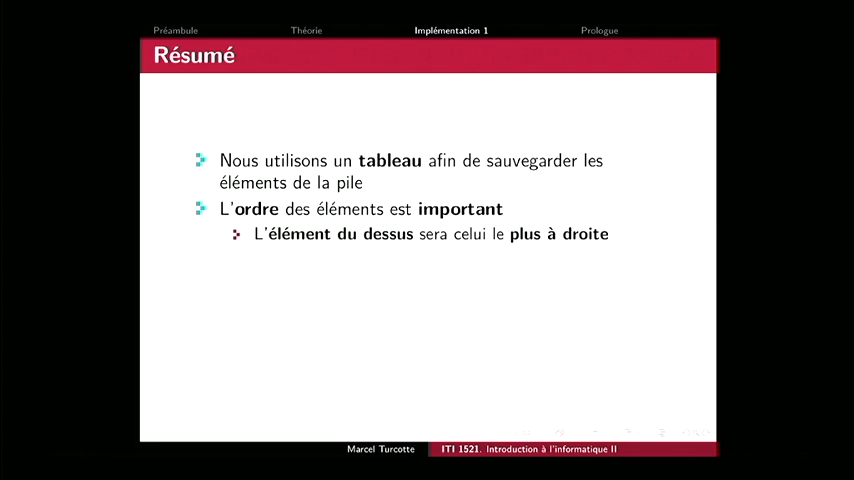 Préambule Théorie Implémentation 1 Prologue
Résumé
Nous utilisons un tableau afin de sauvegarder les
éléments de la pile
L'ordre des éléments est important
L'élément du dessus sera celui le plus à droite
Marcel Turcotte ITI 1521. Introduction à l'informatique II